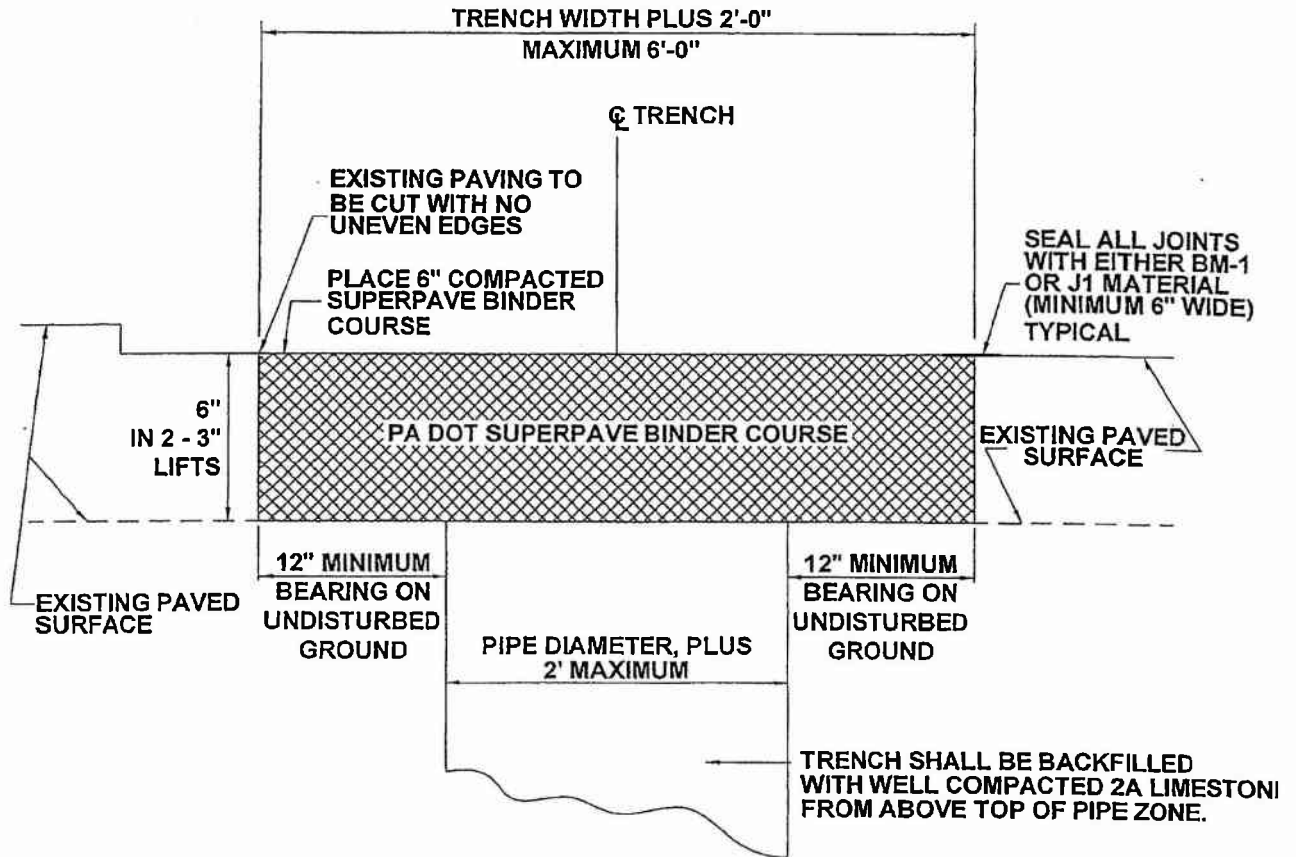 TRENCH WIDTH PLUS 2'-0"
MAXIMUM 6'-0"
℄ TRENCH
EXISTING PAVING TO
BE CUT WITH NO
UNEVEN EDGES
PLACE 6" COMPACTED
SUPERPAVE BINDER
COURSE
SEAL ALL JOINTS
WITH EITHER BM-1
OR J1 MATERIAL
(MINIMUM 6" WIDE)
TYPICAL
6"
IN 2 - 3"
LIFTS
PA DOT SUPERPAVE BINDER COURSE
EXISTING PAVED
SURFACE
12" MINIMUM
BEARING ON
UNDISTURBED
GROUND
12" MINIMUM
BEARING ON
UNDISTURBED
GROUND
EXISTING PAVED
SURFACE
PIPE DIAMETER, PLUS
2' MAXIMUM
TRENCH SHALL BE BACKFILLED
WITH WELL COMPACTED 2A LIMESTONI
FROM ABOVE TOP OF PIPE ZONE.